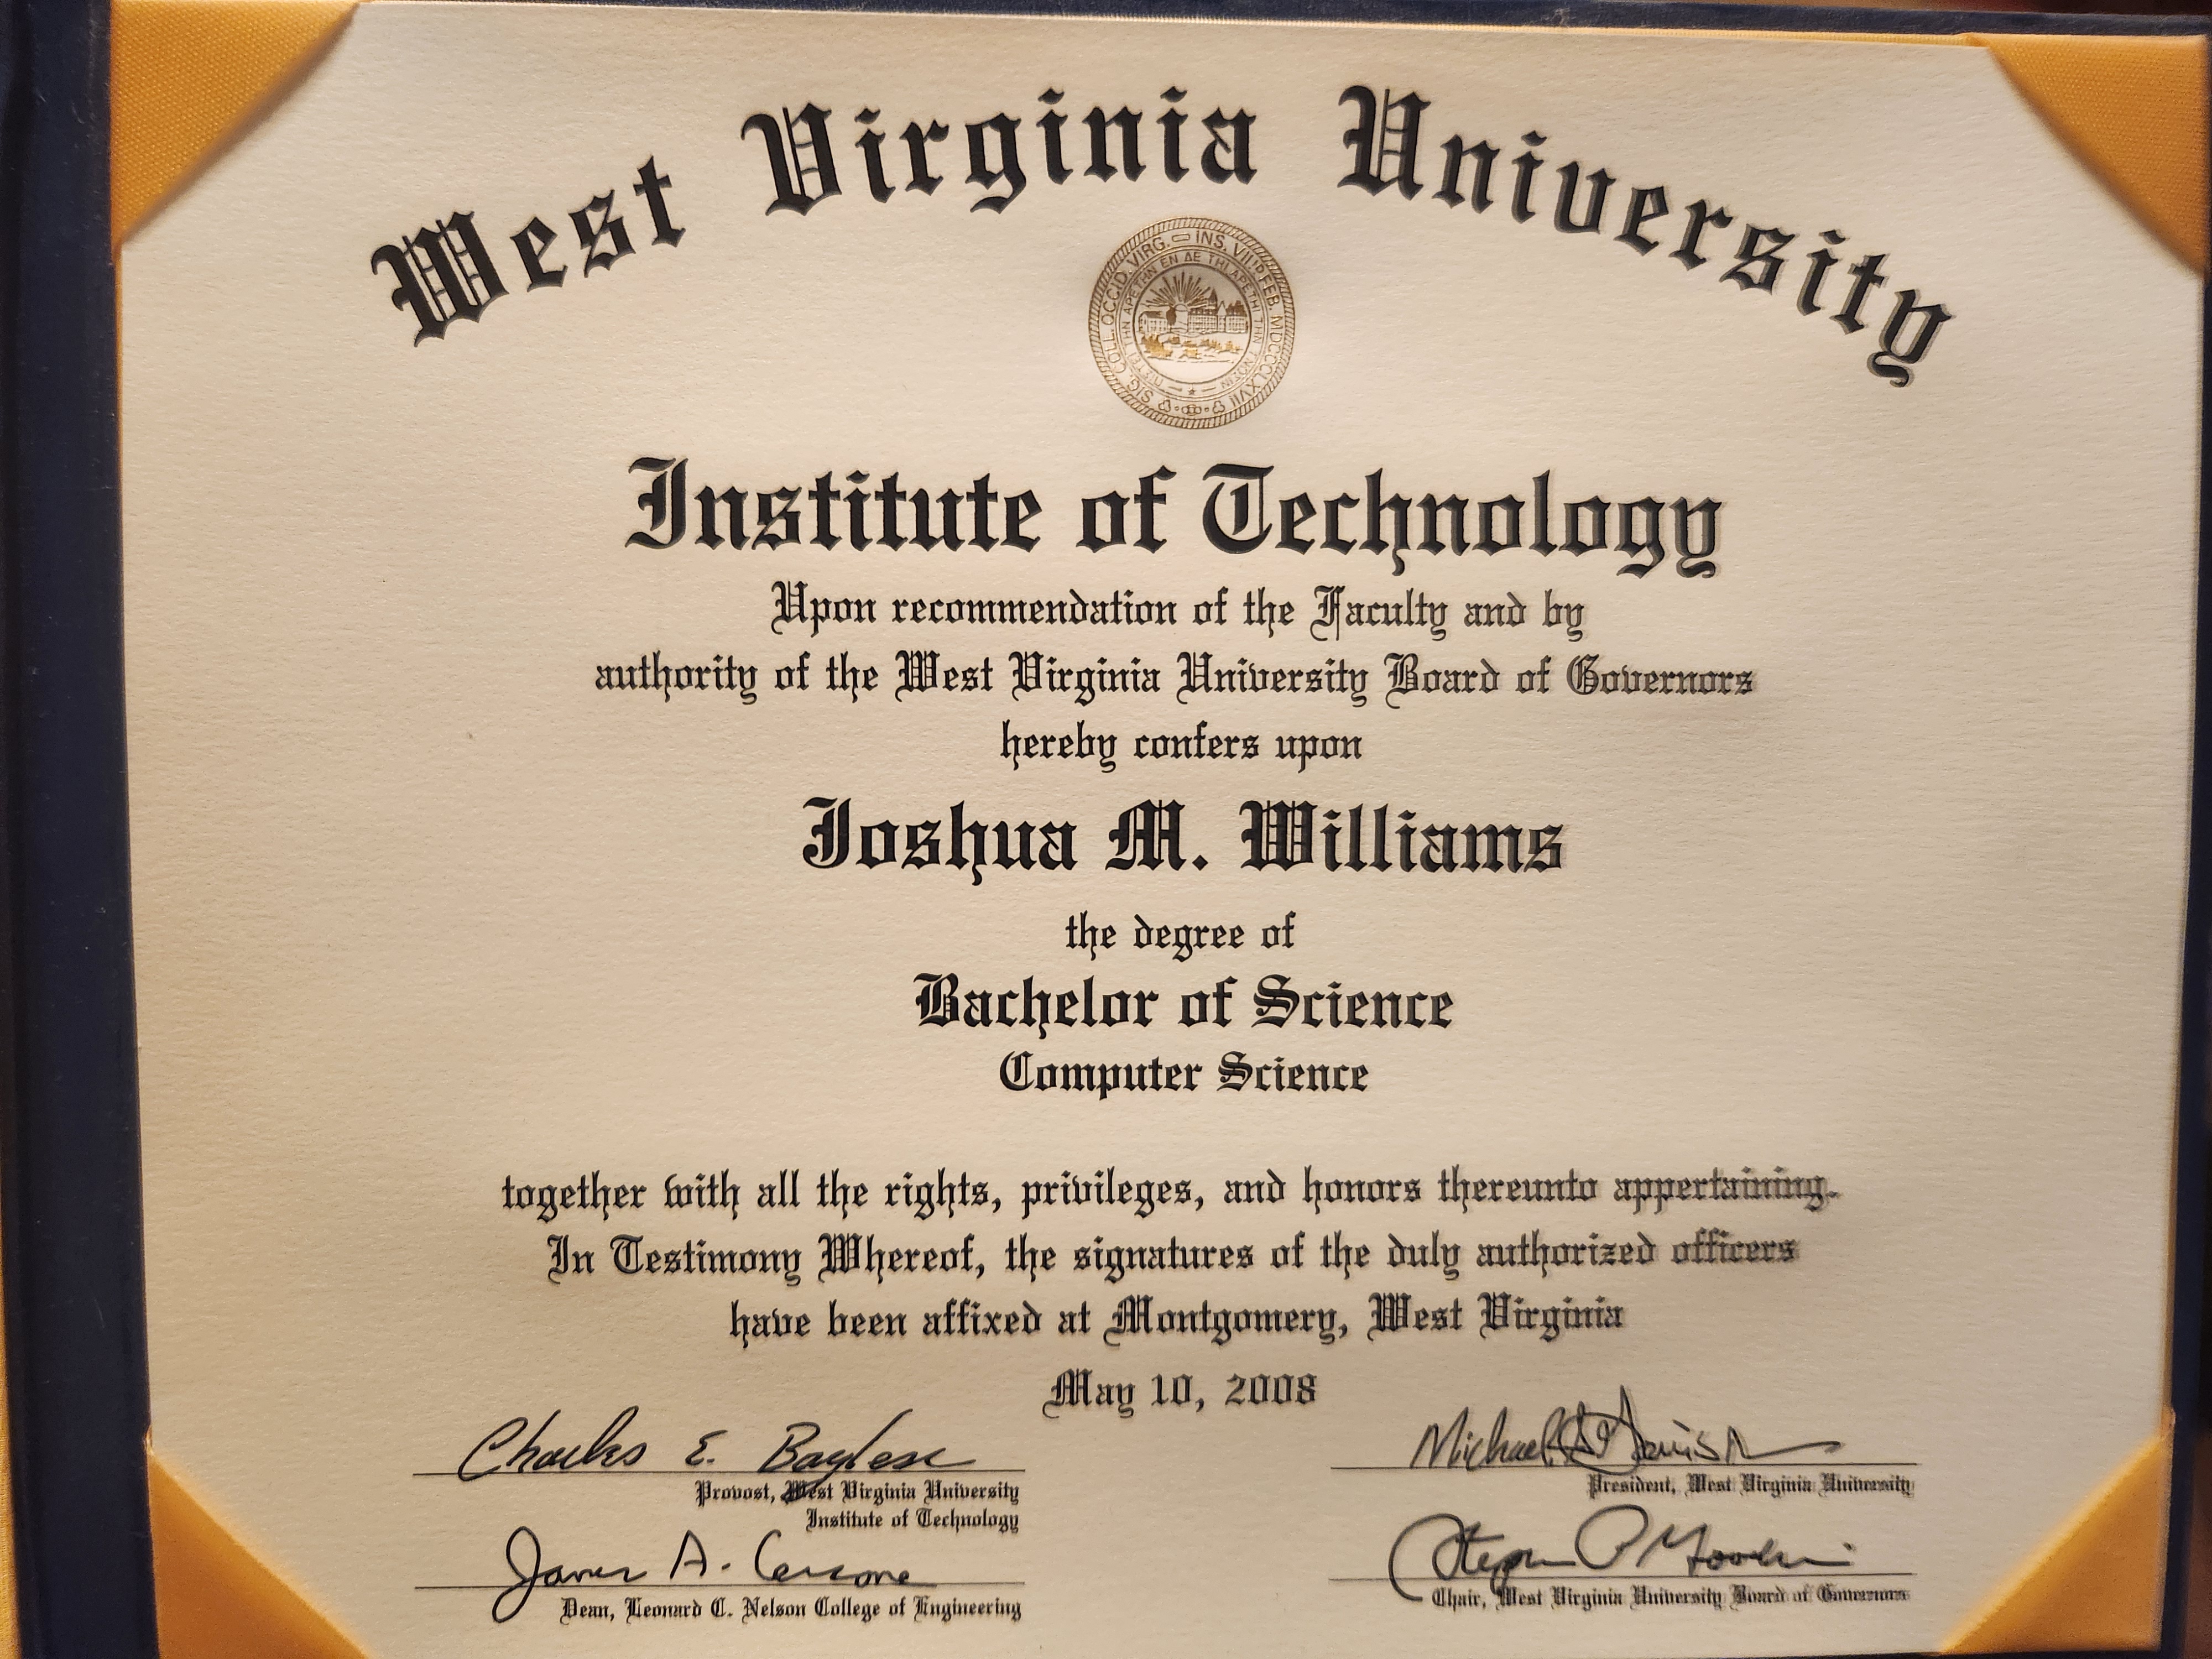 West Virginia University
SIG. COLL. OCCID. VIRG. INS. VII FEB. MDCCCLXVII
Institute of Technology
Upon recommendation of the Faculty and by
authority of the West Virginia University Board of Governors
hereby confers upon
Joshua M. Williams
the degree of
Bachelor of Science
Computer Science
together with all the rights, privileges, and honors thereunto appertaining.
In Testimony Whereof, the signatures of the duly authorized officers
have been affixed at Montgomery, West Virginia
May 10, 2008
Charles E. Bayless
Provost, West Virginia University
Institute of Technology
James A.
Dean, Leonard C. Nelson College of Engineering
Michael
President, West Virginia University
Stephen P
Chair, West Virginia University Board of Governors